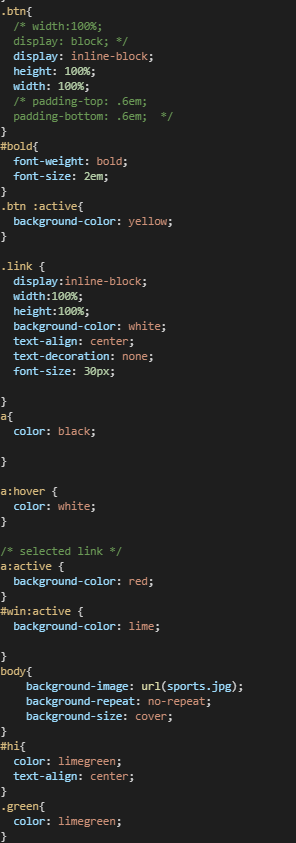 .btn{
/* width:100%;
display: block; */
display: inline-block;
height: 100%;
width: 100%;
/* padding-top: .6em;
padding-bottom: .6em;  */
}
#bold{
font-weight: bold;
font-size: 2em;
}
.btn :active{
background-color: yellow;
}
.link {
display:inline-block;
width:100%;
height:100%;
background-color: white;
text-align: center;
text-decoration: none;
font-size: 30px;
}
a{
color: black;
}
a:hover {
color: white;
}
/* selected link */
a:active {
background-color: red;
}
#win:active {
background-color: lime;
}
body{
background-image: url(sports.jpg);
background-repeat: no-repeat;
background-size: cover;
}
#hi{
color: limegreen;
text-align: center;
}
.green{
color: limegreen;
}